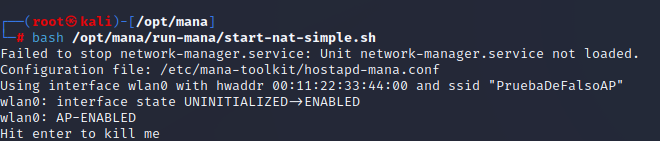 ┌──(root㉿kali)-[/opt/mana]
└─# bash /opt/mana/run-mana/start-nat-simple.sh
Failed to stop network-manager.service: Unit network-manager.service not loaded.
Configuration file: /etc/mana-toolkit/hostapd-mana.conf
Using interface wlan0 with hwaddr 00:11:22:33:44:00 and ssid "PruebaDeFalsoAP"
wlan0: interface state UNINITIALIZED→ENABLED
wlan0: AP-ENABLED
Hit enter to kill me